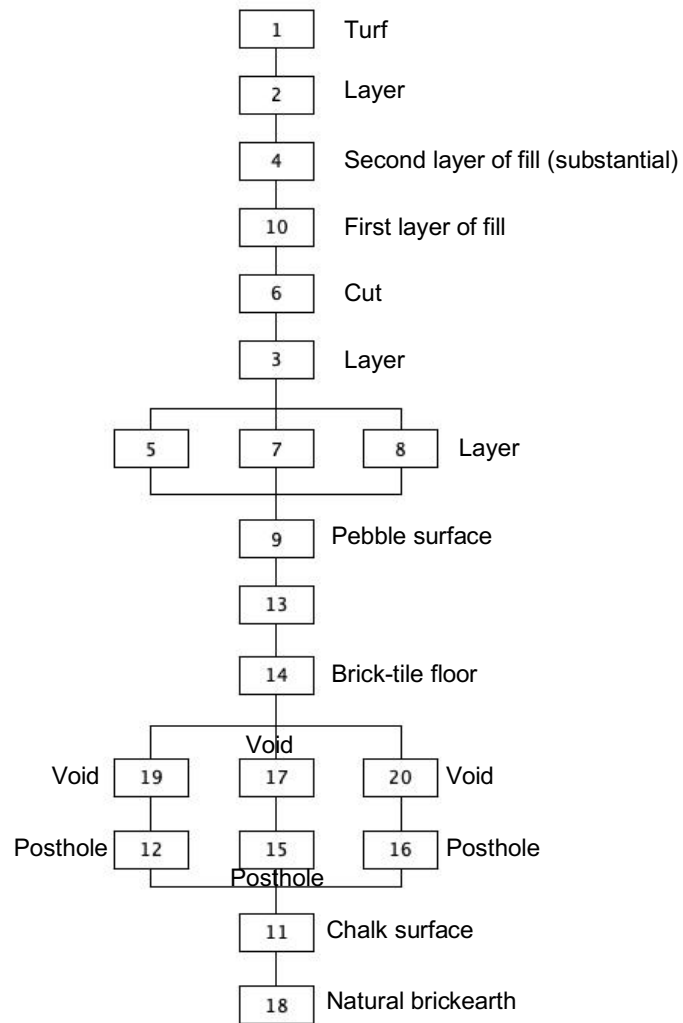 1 Turf
2 Layer
4 Second layer of fill (substantial)
10 First layer of fill
6 Cut
3 Layer
5 7 8 Layer
9 Pebble surface
13
14 Brick-tile floor
Void
Void 19 17 20 Void
Posthole 12 15 16 Posthole
Posthole
11 Chalk surface
18 Natural brickearth